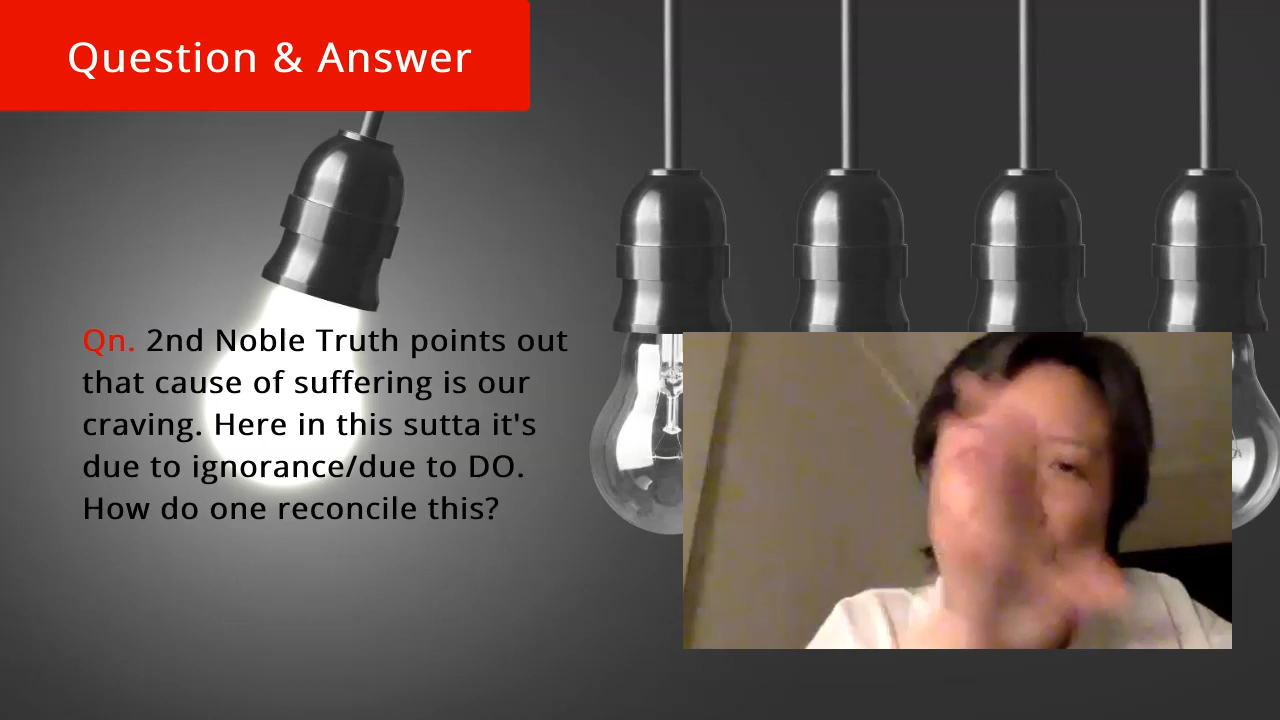 Question & Answer
Qn. 2nd Noble Truth points out
that cause of suffering is our
craving. Here in this sutta it's
due to ignorance/due to DO.
How do one reconcile this?